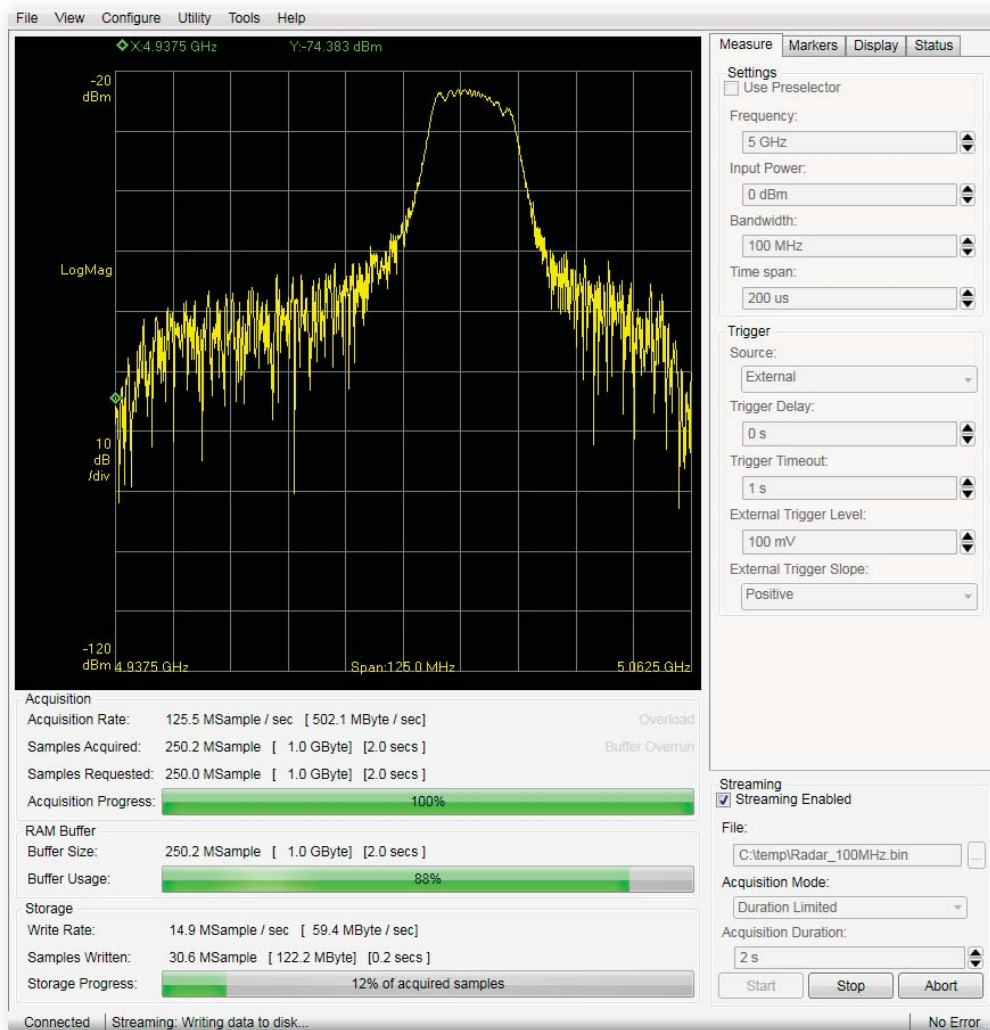 File View Configure Utility Tools Help
X:4.9375 GHz Y:-74.383 dBm
-20
dBm
LogMag
10
dB
/div
-120
dBm 4.9375 GHz Span:125.0 MHz 5.0625 GHz
Measure Markers Display Status
Settings
Use Preselector
Frequency:
5 GHz
Input Power:
0 dBm
Bandwidth:
100 MHz
Time span:
200 us
Trigger
Source:
External
Trigger Delay:
0 s
Trigger Timeout:
1 s
External Trigger Level:
100 mV
External Trigger Slope:
Positive
Acquisition
Acquisition Rate: 125.5 MSample / sec [ 502.1 MByte / sec] Overload
Samples Acquired: 250.2 MSample [ 1.0 GByte] [2.0 secs ] Buffer Overrun
Samples Requested: 250.0 MSample [ 1.0 GByte] [2.0 secs ]
Acquisition Progress: 100%
RAM Buffer
Buffer Size: 250.2 MSample [ 1.0 GByte] [2.0 secs ]
Buffer Usage: 88%
Storage
Write Rate: 14.9 MSample / sec [ 59.4 MByte / sec]
Samples Written: 30.6 MSample [ 122.2 MByte] [0.2 secs ]
Storage Progress: 12% of acquired samples
Streaming
Streaming Enabled
File:
C:\temp\Radar_100MHz.bin ...
Acquisition Mode:
Duration Limited
Acquisition Duration:
2 s
Start Stop Abort
Connected Streaming: Writing data to disk... No Error